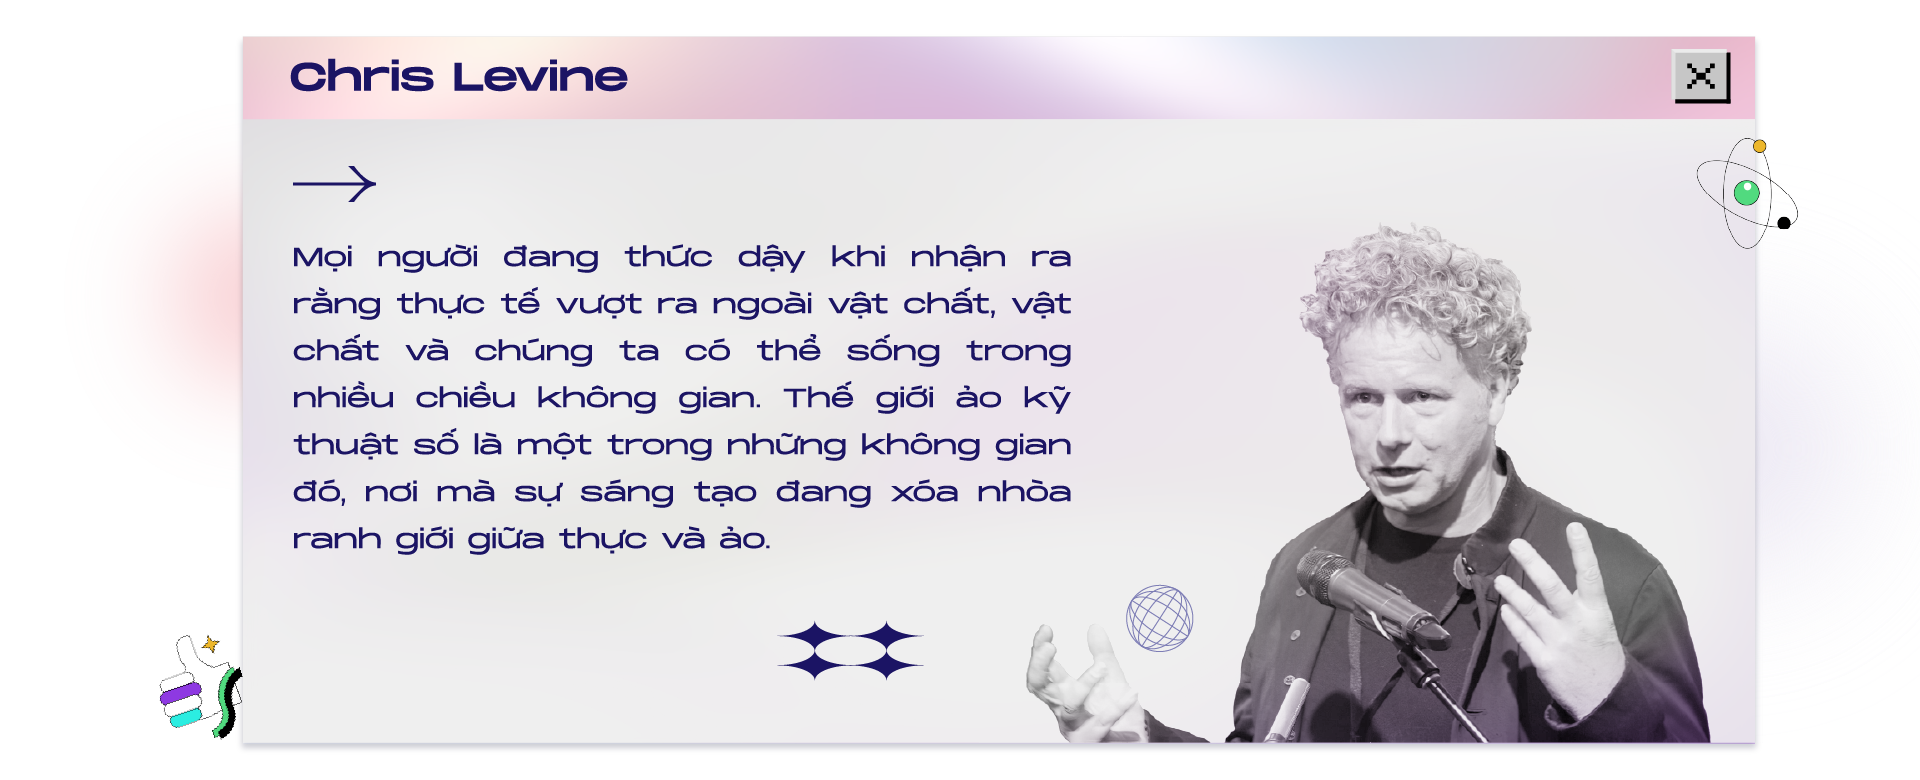 Chris Levine
Mọi người đang thức dậy khi nhận ra
rằng thực tế vượt ra ngoài vật chất, vật
chất và chúng ta có thể sống trong
nhiều chiều không gian. Thế giới ảo kỹ
thuật số là một trong những không gian
đó, nơi mà sự sáng tạo đang xóa nhòa
ranh giới giữa thực và ảo.